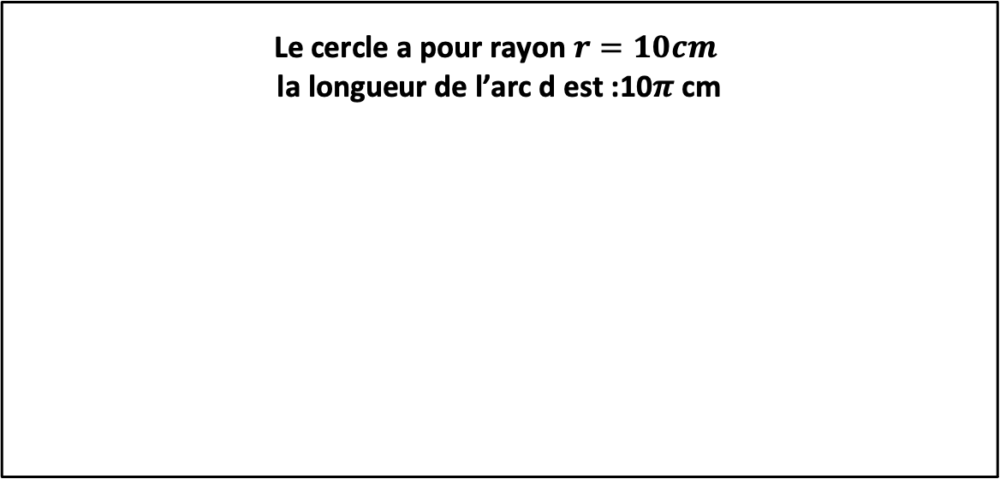 Le cercle a pour rayon r = 10cm
la longueur de l’arc d est :10π cm